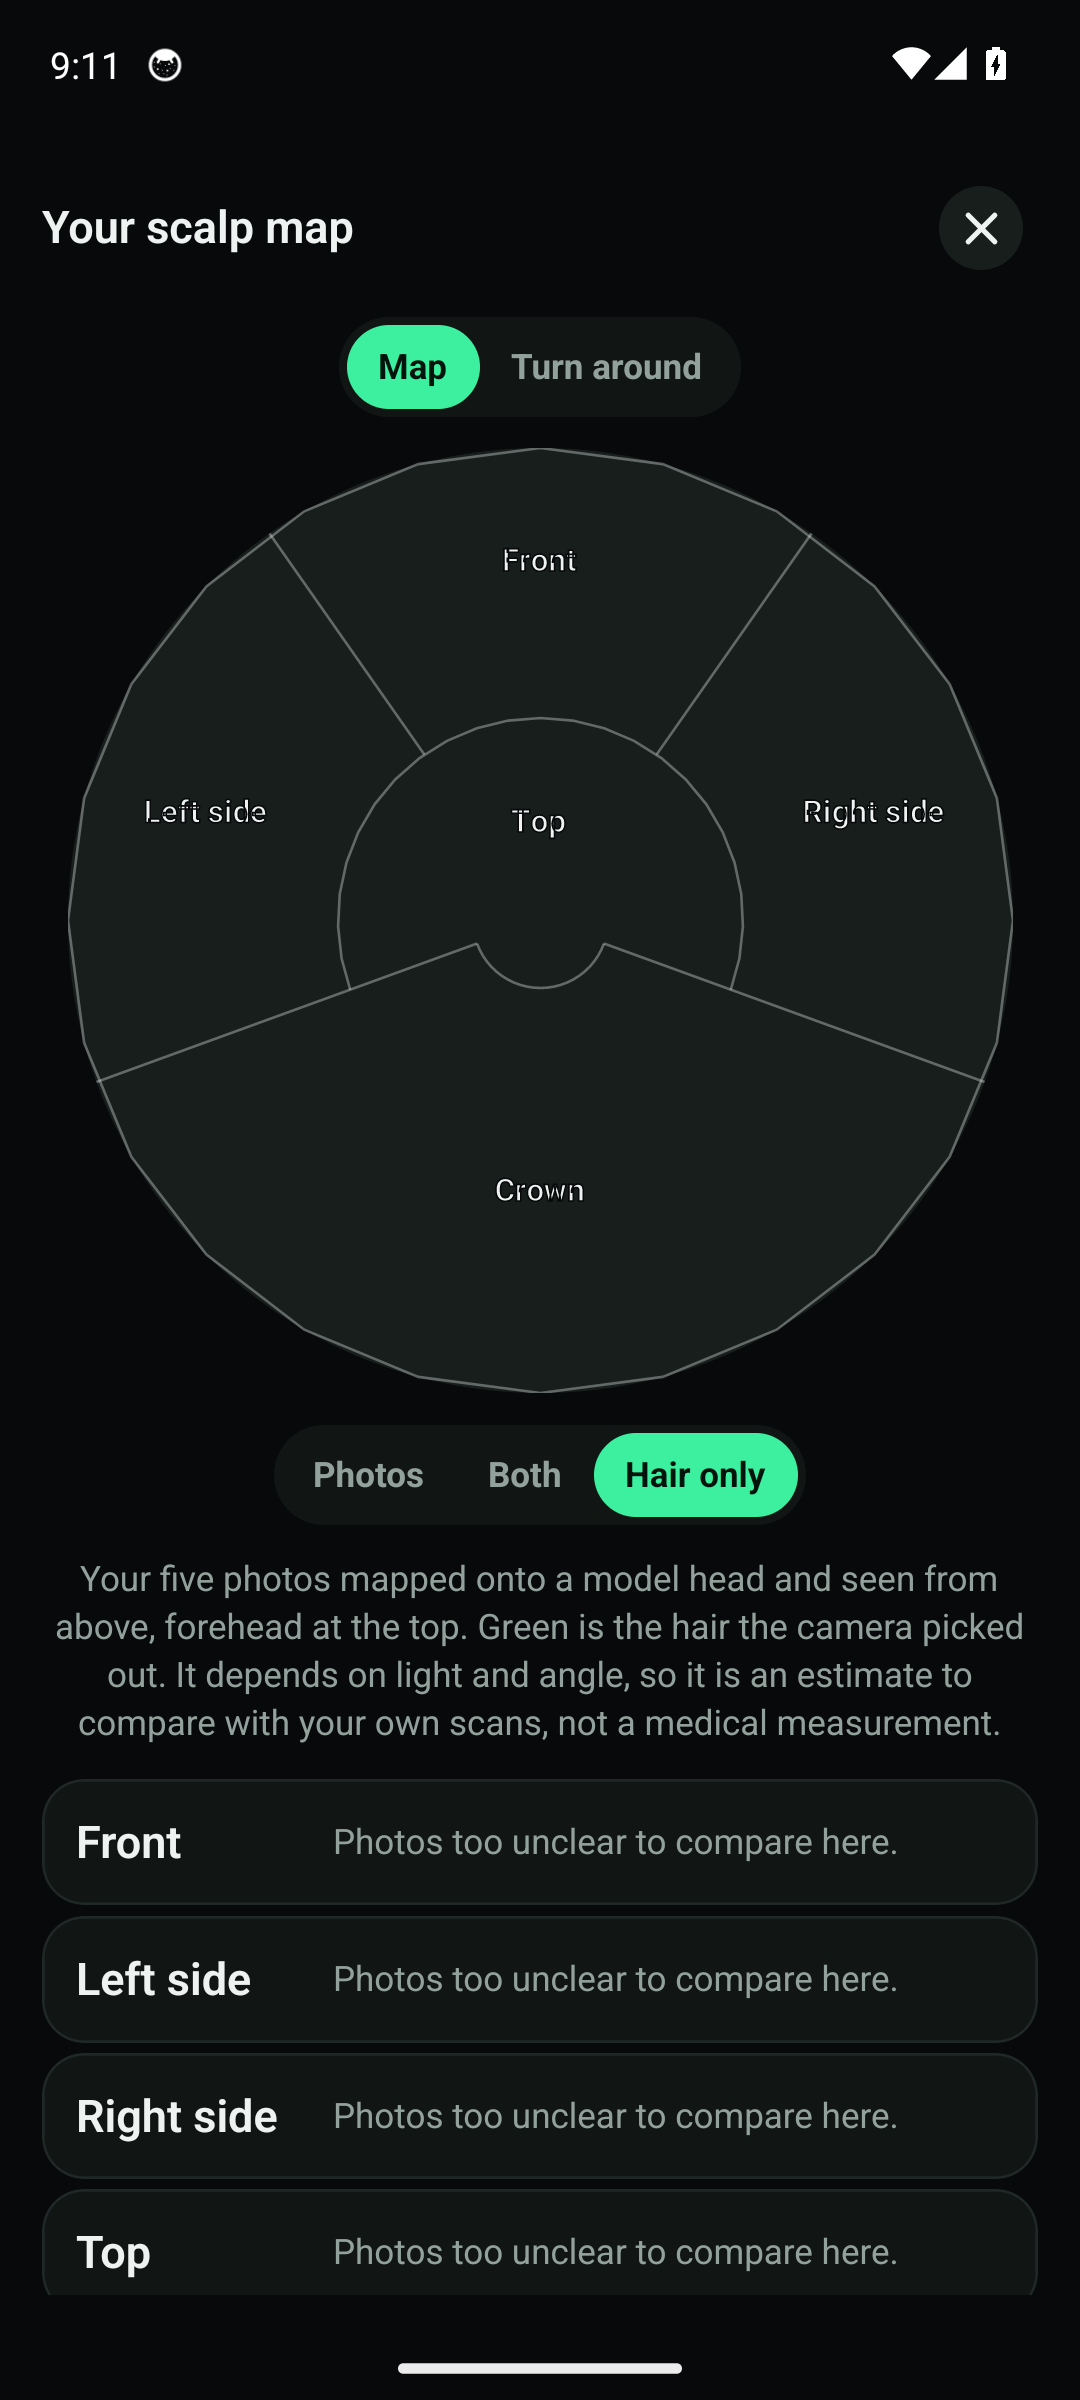 9:11
Your scalp map
Map
Turn around
Front
Left side
Top
Right side
Crown
Photos
Both
Hair only
Your five photos mapped onto a model head and seen from
above, forehead at the top. Green is the hair the camera picked
out. It depends on light and angle, so it is an estimate to
compare with your own scans, not a medical measurement.
Front
Photos too unclear to compare here.
Left side
Photos too unclear to compare here.
Right side
Photos too unclear to compare here.
Top
Photos too unclear to compare here.